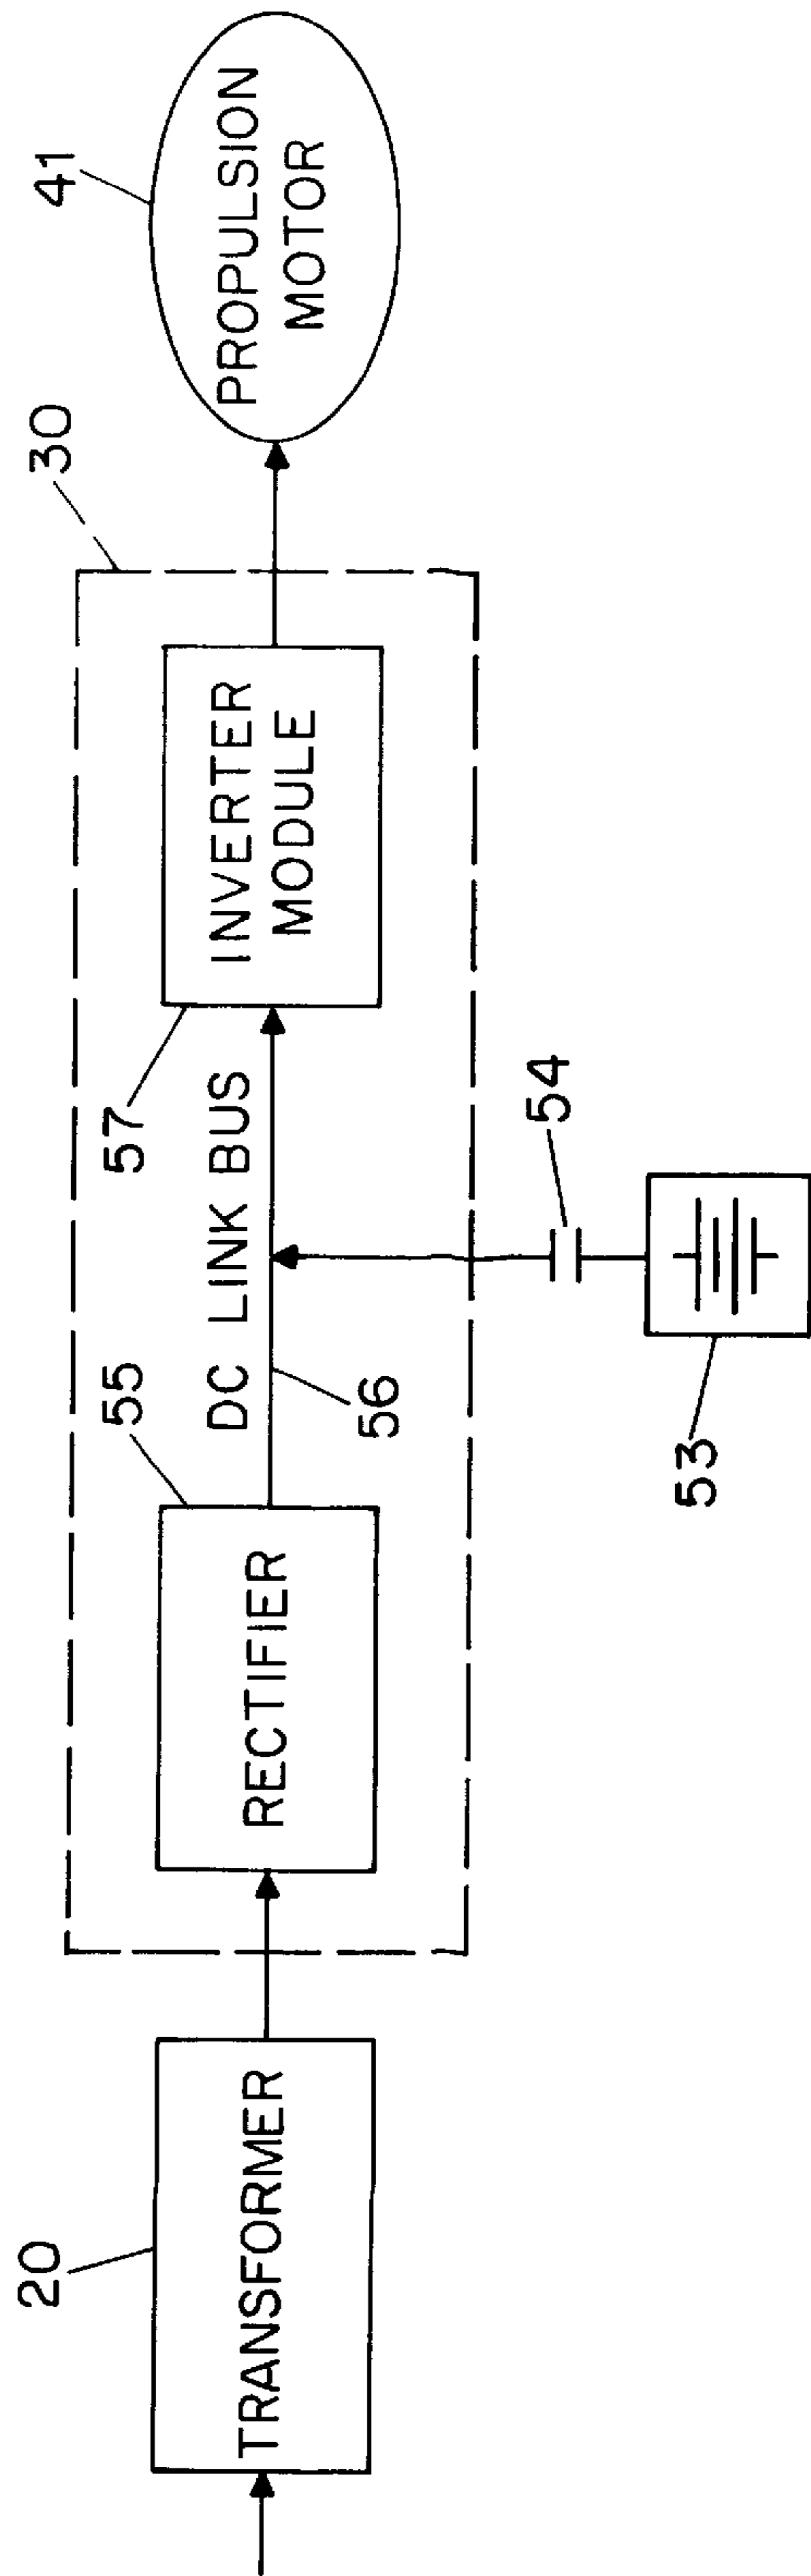 20
TRANSFORMER
55
RECTIFIER
DC LINK BUS
56
57
INVERTER
MODULE
30
41
PROPULSION
MOTOR
54
53